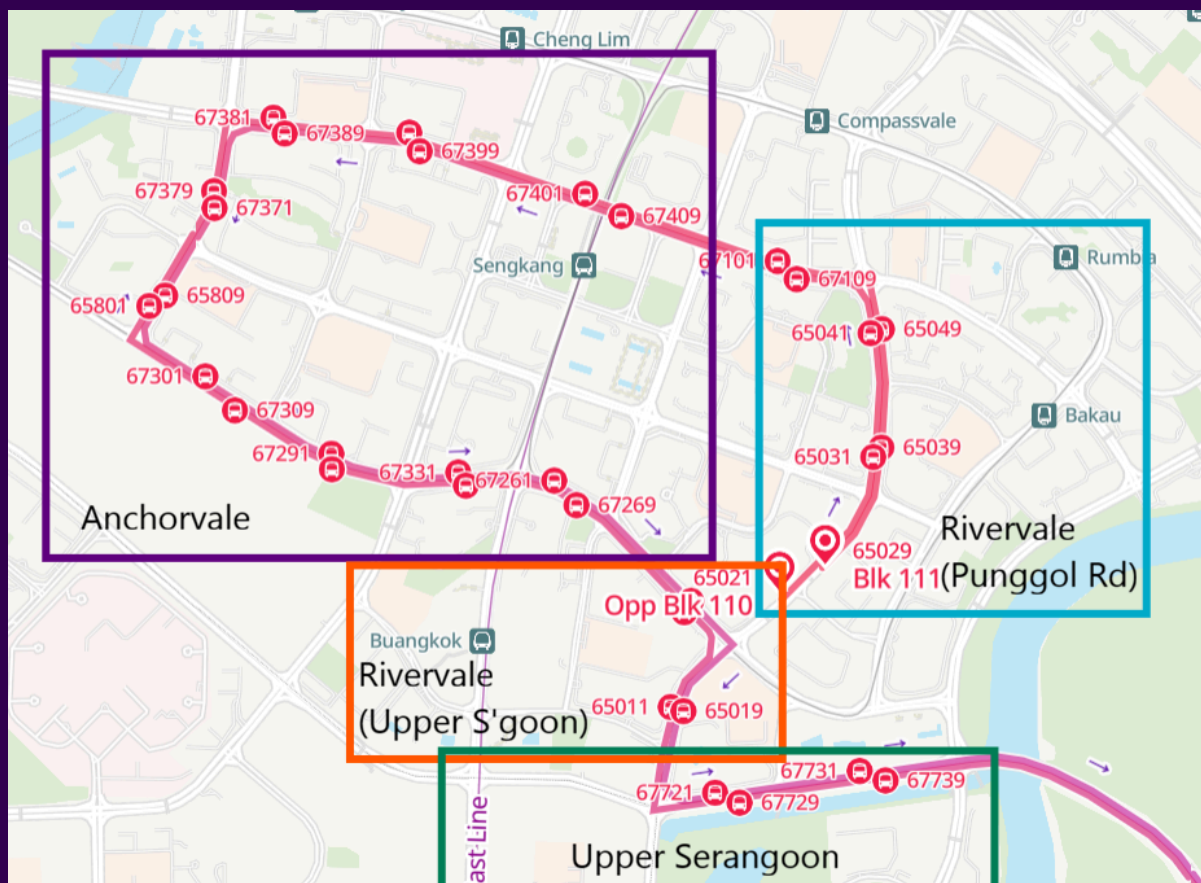 Cheng Lim
Compassvale
67381
67389
67399
67401
67409
67379
67371
Sengkang
67101
67109
Rumbia
65801
65809
65041
65049
67301
67309
Bakau
67291
67331
67261
67269
65031
65039
Anchorvale
Rivervale
(Punggol Rd)
65029
Blk 111
65021
Opp Blk 110
Buangkok
Rivervale
(Upper S'goon)
65011
65019
67731
67739
67721
67729
ast Line
Upper Serangoon